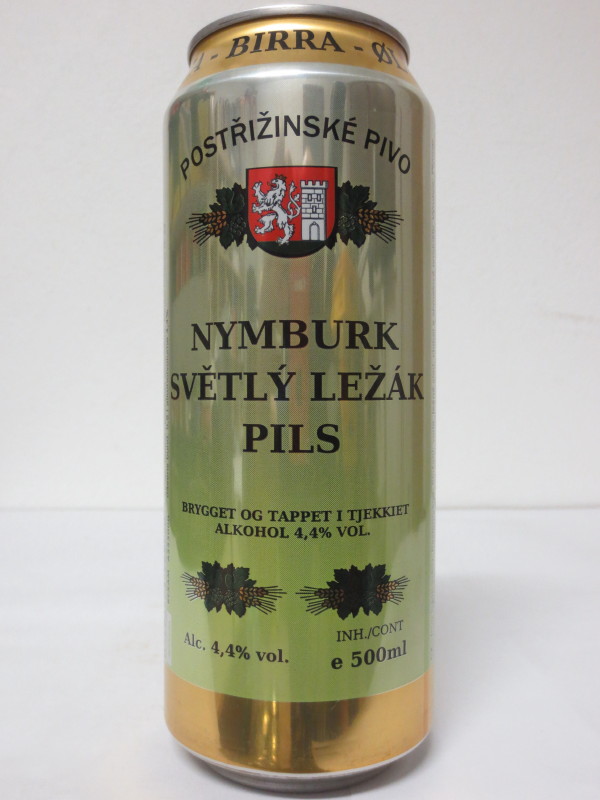 - BIRRA - Ø
POSTŘIŽINSKÉ PIVO
NYMBURK
SVĚTLÝ LEŽÁK
PILS
BRYGGET OG TAPPET I TJEKKIET
ALKOHOL 4,4% VOL.
Alc. 4,4% vol.
INH./CONT
e 500ml